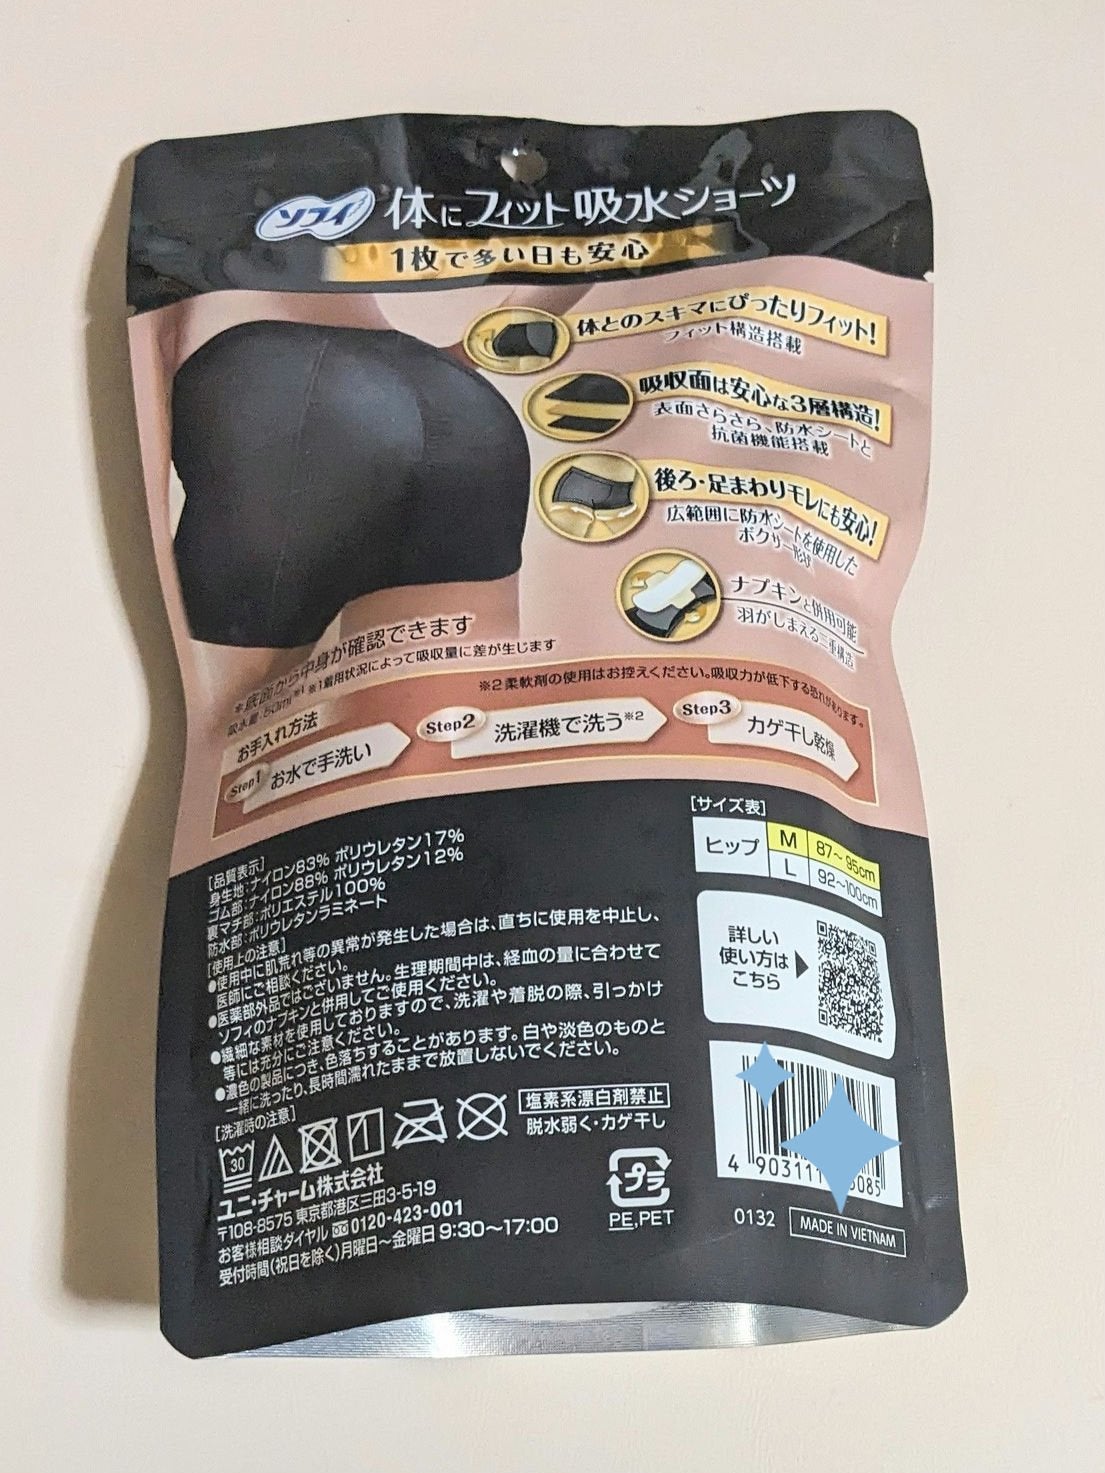 ソフィ 体にフィット吸水ショーツ
1枚で多い日も安心
体とのスキマにぴったりフィット!
フィット構造搭載
吸収面は安心な3層構造!
表面さらさら、防水シートと
抗菌機能搭載
後ろ・足まわりモレにも安心!
広範囲に防水シートを使用した
ボクサー形状
ナプキンと併用可能
羽がしまえる二重構造
*底面から中身が確認できます
吸水量:50ml※1 ※1着用状況によって吸収量に差が生じます
※2柔軟剤の使用はお控えください。吸収力が低下する恐れがあります。
お手入れ方法
Step1 お水で手洗い
Step2 洗濯機で洗う※2
Step3 カゲ干し乾燥
[品質表示]
身生地:ナイロン83% ポリウレタン17%
ゴム部:ナイロン88% ポリウレタン12%
裏マチ部:ポリエステル100%
防水部:ポリウレタンラミネート
[使用上の注意]
●使用中に肌荒れ等の異常が発生した場合は、直ちに使用を中止し、
医師にご相談ください。
●医薬部外品ではございません。生理期間中は、経血の量に合わせて
ソフィのナプキンと併用してご使用ください。
●繊細な素材を使用しておりますので、洗濯や着脱の際、引っかけ
等には充分にご注意ください。
●濃色の製品につき、色落ちすることがあります。白や淡色のものと
一緒に洗ったり、長時間濡れたままで放置しないでください。
[洗濯時の注意]
30
塩素系漂白剤禁止
脱水弱く・カゲ干し
ユニ・チャーム株式会社
〒108-8575 東京都港区三田3-5-19
お客様相談ダイヤル 0120-423-001
受付時間(祝日を除く)月曜日~金曜日 9:30~17:00
プラ
PE,PET
[サイズ表]
ヒップ M 87~95cm
L 92~100cm
詳しい
使い方は
こちら
4 903111 0085
0132 MADE IN VIETNAM